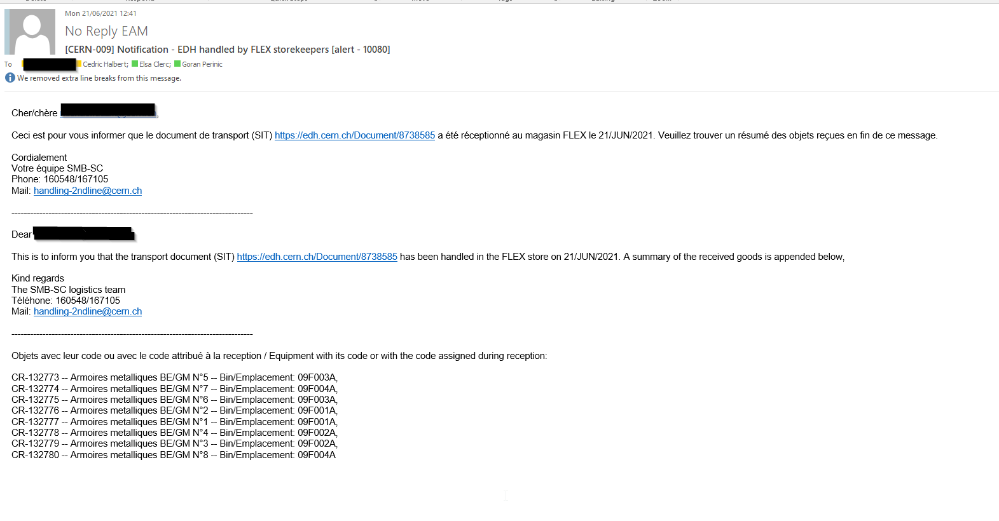 Mon 21/06/2021 12:41
No Reply EAM
[CERN-009] Notification - EDH handled by FLEX storekeepers [alert - 10080]
To Cedric Halbert; Elsa Clerc; Goran Perinic
We removed extra line breaks from this message.
Cher/chère ,
Ceci est pour vous informer que le document de transport (SIT) https://edh.cern.ch/Document/8738585 a été réceptionné au magasin FLEX le 21/JUN/2021. Veuillez trouver un résumé des objets reçues en fin de ce message.
Cordialement
Votre équipe SMB-SC
Phone: 160548/167105
Mail: handling-2ndline@cern.ch
--------------------------------------------------------------------------------
Dear
This is to inform you that the transport document (SIT) https://edh.cern.ch/Document/8738585 has been handled in the FLEX store on 21/JUN/2021. A summary of the received goods is appended below,
Kind regards
The SMB-SC logistics team
Téléhone: 160548/167105
Mail: handling-2ndline@cern.ch
--------------------------------------------------------------------------------
Objets avec leur code ou avec le code attribué à la reception / Equipment with its code or with the code assigned during reception:
CR-132773 -- Armoires metalliques BE/GM N°5 -- Bin/Emplacement: 09F003A,
CR-132774 -- Armoires metalliques BE/GM N°7 -- Bin/Emplacement: 09F004A,
CR-132775 -- Armoires metalliques BE/GM N°6 -- Bin/Emplacement: 09F003A,
CR-132776 -- Armoires metalliques BE/GM N°2 -- Bin/Emplacement: 09F001A,
CR-132777 -- Armoires metalliques BE/GM N°1 -- Bin/Emplacement: 09F001A,
CR-132778 -- Armoires metalliques BE/GM N°4 -- Bin/Emplacement: 09F002A,
CR-132779 -- Armoires metalliques BE/GM N°3 -- Bin/Emplacement: 09F002A,
CR-132780 -- Armoires metalliques BE/GM N°8 -- Bin/Emplacement: 09F004A